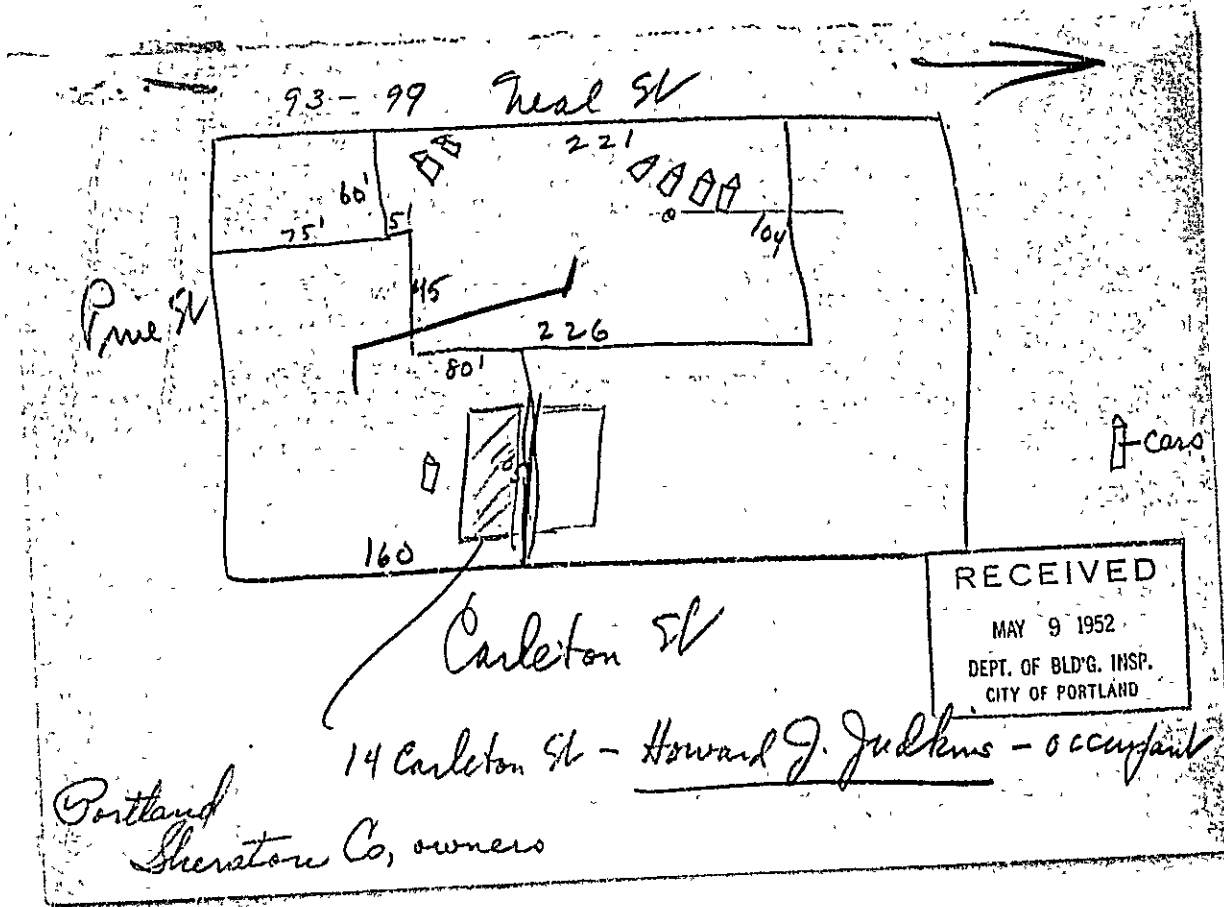 93 - 99 Neal St
221
60'
5'
75'
104
45
Pine St
226
80'
cars
160
RECEIVED
MAY 9 1952
DEPT. OF BLD'G. INSP.
CITY OF PORTLAND
Carleton St
14 Carleton St - Howard J. Judkins - occupant
Portland
Sheraton Co, owners